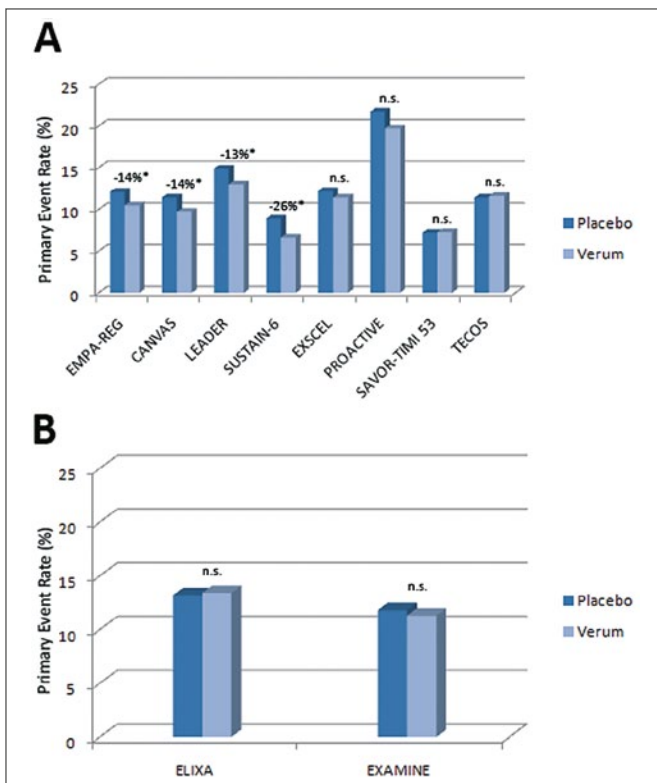 A
Primary Event Rate (%)
25
20
15
10
5
0
-14%*
-14%*
-13%*
-26%*
n.s.
n.s.
n.s.
n.s.
EMPA-REG
CANVAS
LEADER
SUSTAIN-6
EXSCEL
PROACTIVE
SAVOR-TIMI 53
TECOS
Placebo
Verum
B
Primary Event Rate (%)
25
20
15
10
5
0
n.s.
n.s.
ELIXA
EXAMINE
Placebo
Verum